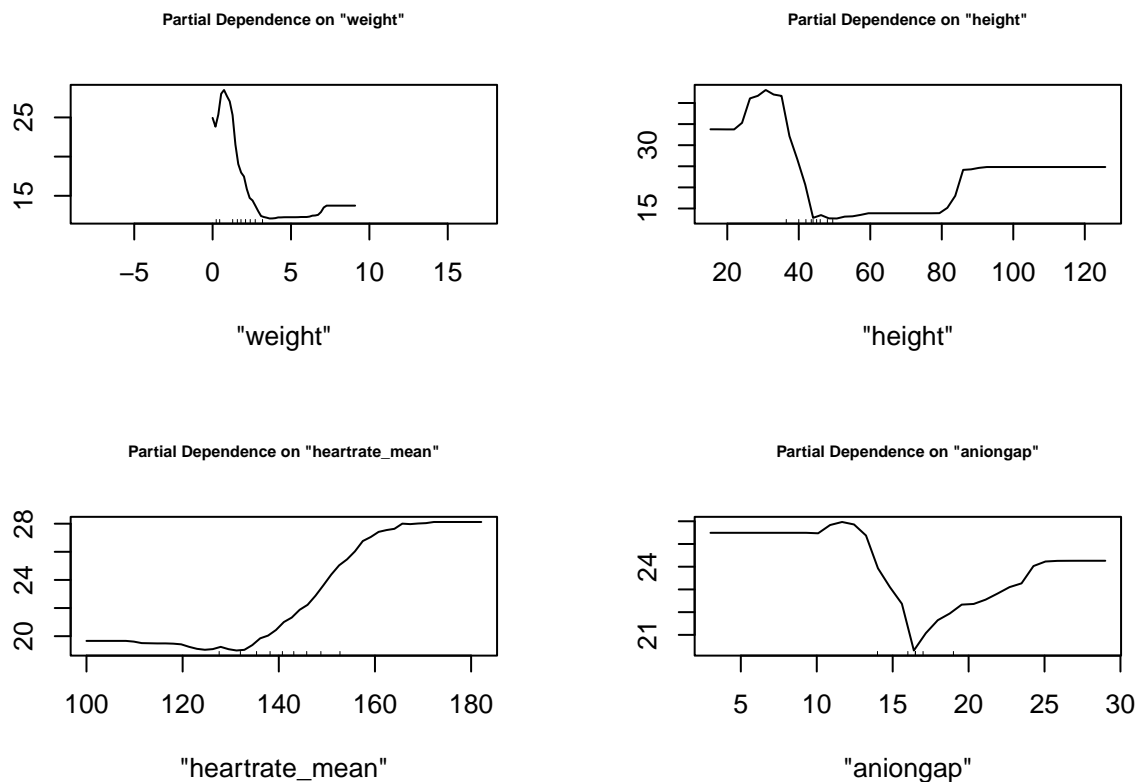 Partial Dependence on "weight"
25
15
−5 0 5 10 15
"weight"
Partial Dependence on "height"
30
15
20 40 60 80 100 120
"height"
Partial Dependence on "heartrate_mean"
28
24
20
100 120 140 160 180
"heartrate_mean"
Partial Dependence on "aniongap"
24
21
5 10 15 20 25 30
"aniongap"